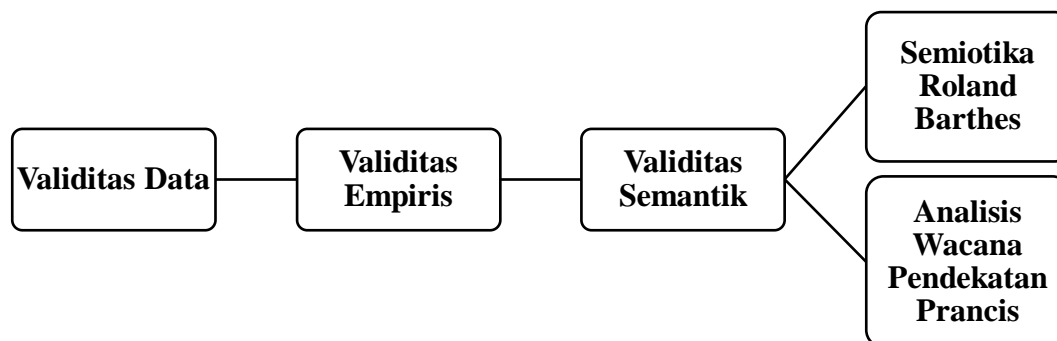 Validitas Data
Validitas
Empiris
Validitas
Semantik
Semiotika
Roland
Barthes
Analisis
Wacana
Pendekatan
Prancis